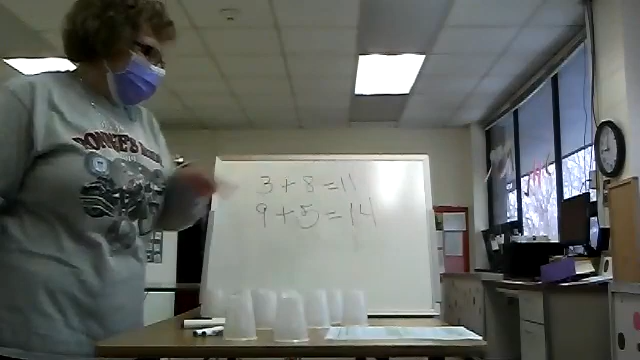 3 + 8 = 11
9 + 5 = 14